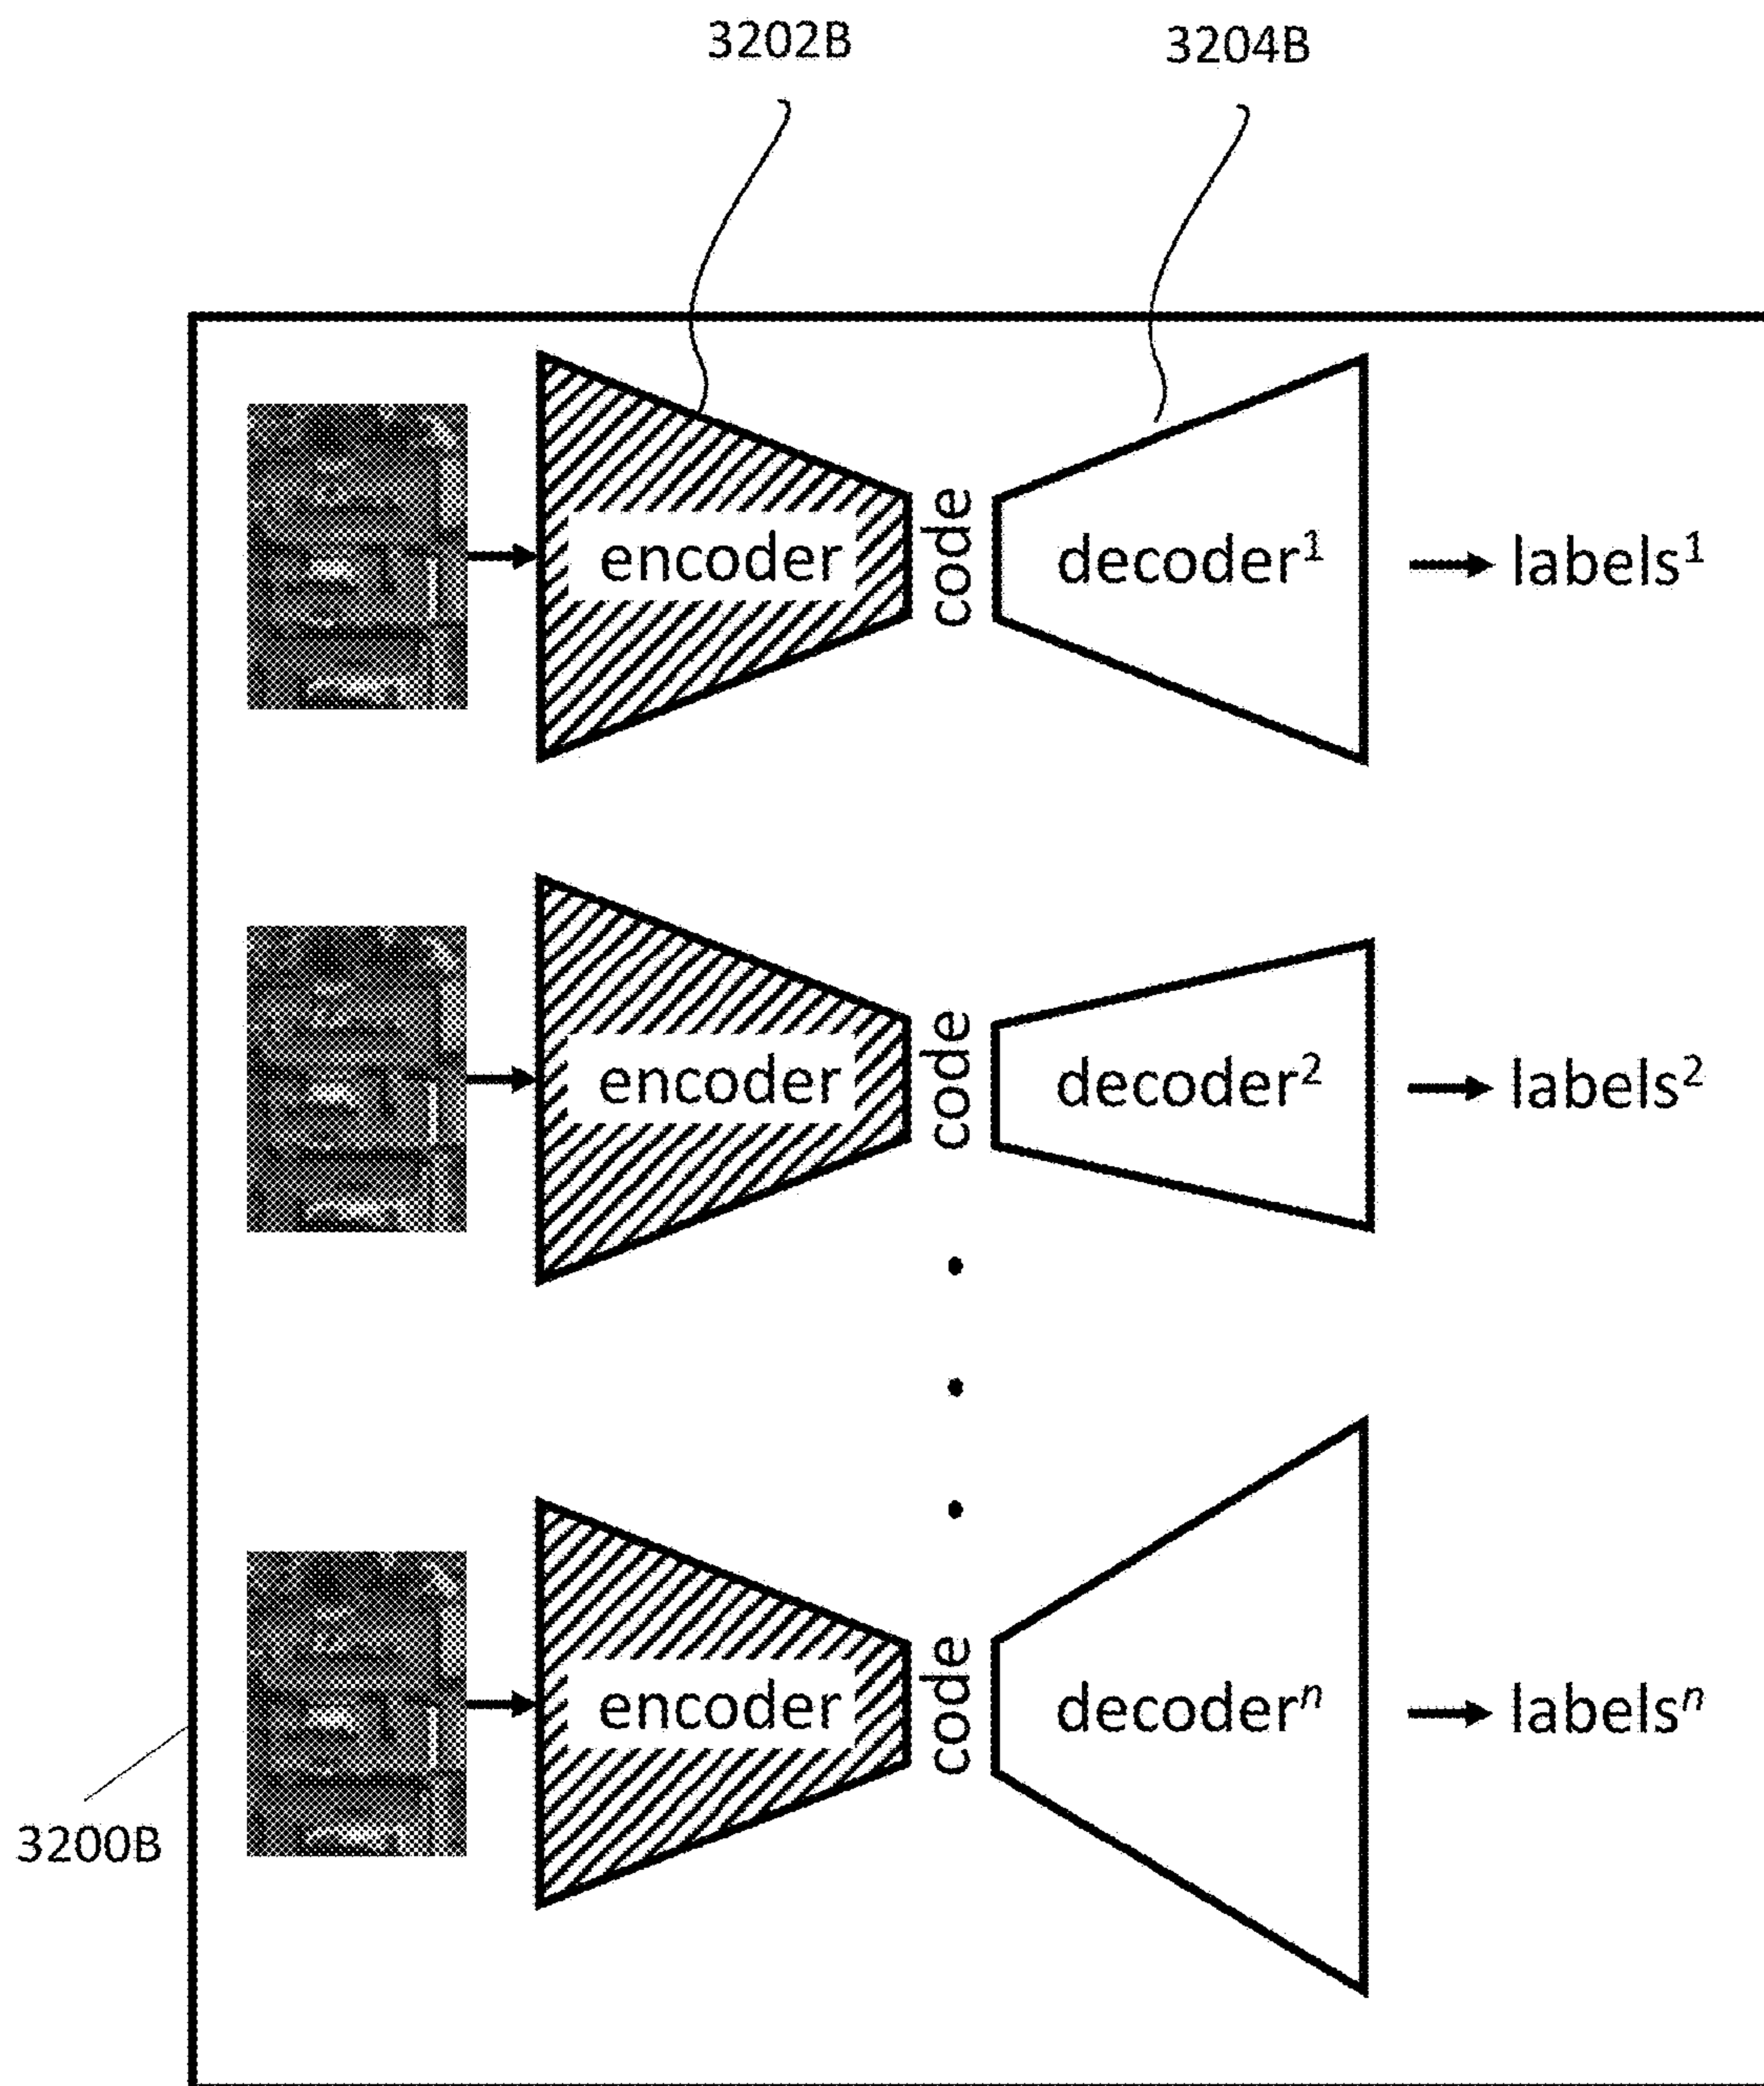 3202B 3204B
encoder code decoder¹ labels¹
encoder code decoder² labels²
encoder code decoderⁿ labelsⁿ
3200B